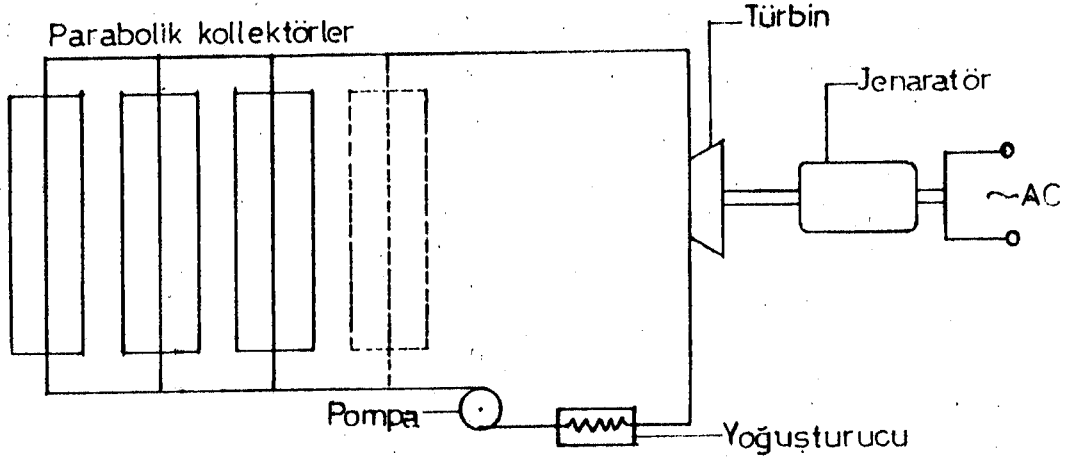 Parabolik kollektörler
Türbin
Jenaratör
~AC
Pompa
Yoğuşturucu